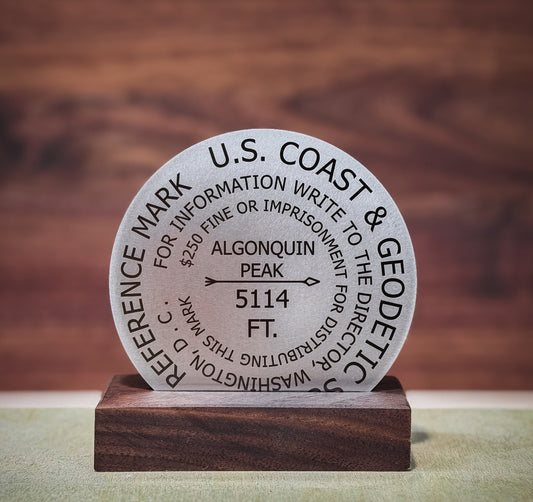 U.S. COAST & GEODETIC
REFERENCE MARK
FOR INFORMATION WRITE TO THE DIRECTOR, WASHINGTON, D.C.
$250 FINE OR IMPRISONMENT FOR DISTRIBUTING THIS MARK
ALGONQUIN
PEAK
5114
FT.